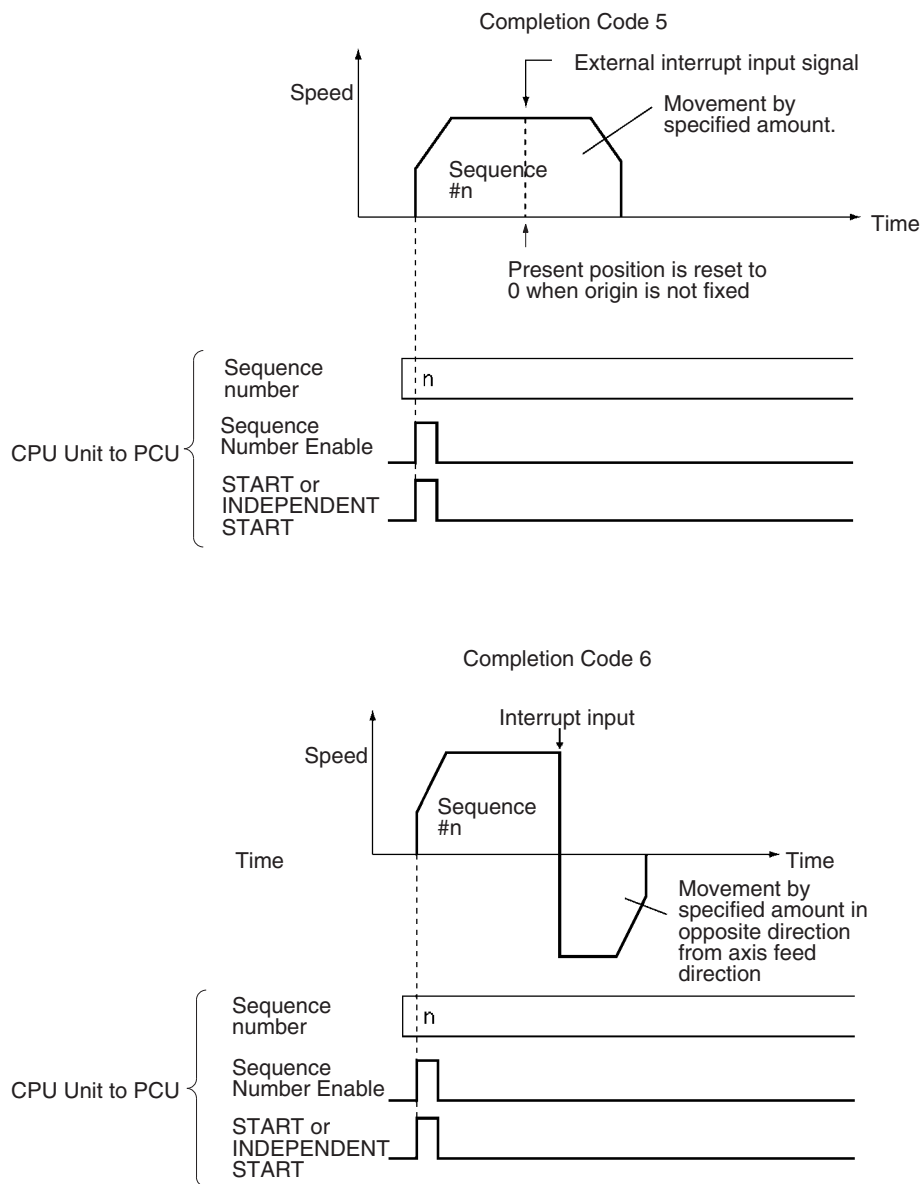 Completion Code 5
External interrupt input signal
Speed
Movement by
specified amount.
Sequence
#n
Time
Present position is reset to
0 when origin is not fixed
Sequence
number
n
Sequence
Number Enable
CPU Unit to PCU
START or
INDEPENDENT
START
Completion Code 6
Interrupt input
Speed
Sequence
#n
Time
Time
Movement by
specified amount in
opposite direction
from axis feed
direction
Sequence
number
n
Sequence
Number Enable
CPU Unit to PCU
START or
INDEPENDENT
START